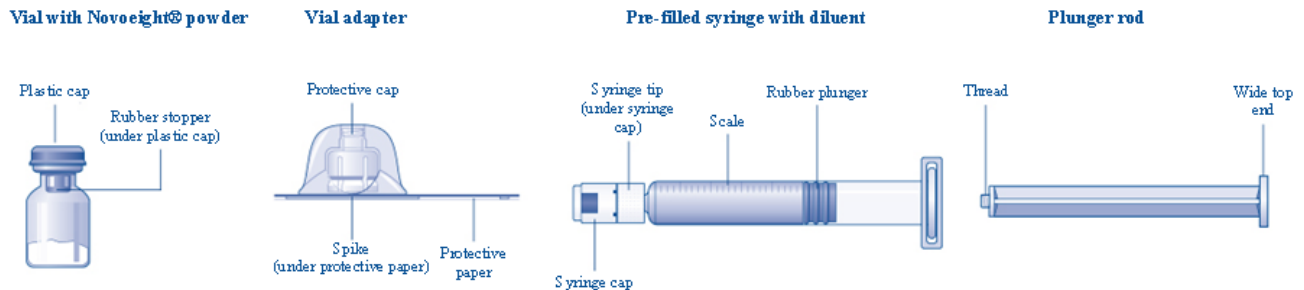 Vial with Novoeight® powder
Vial adapter
Pre-filled syringe with diluent
Plunger rod
Plastic cap
Rubber stopper
(under plastic cap)
Protective cap
Spike
(under protective paper)
Protective
paper
Syringe tip
(under syringe
cap)
Scale
Rubber plunger
Syringe cap
Thread
Wide top
end